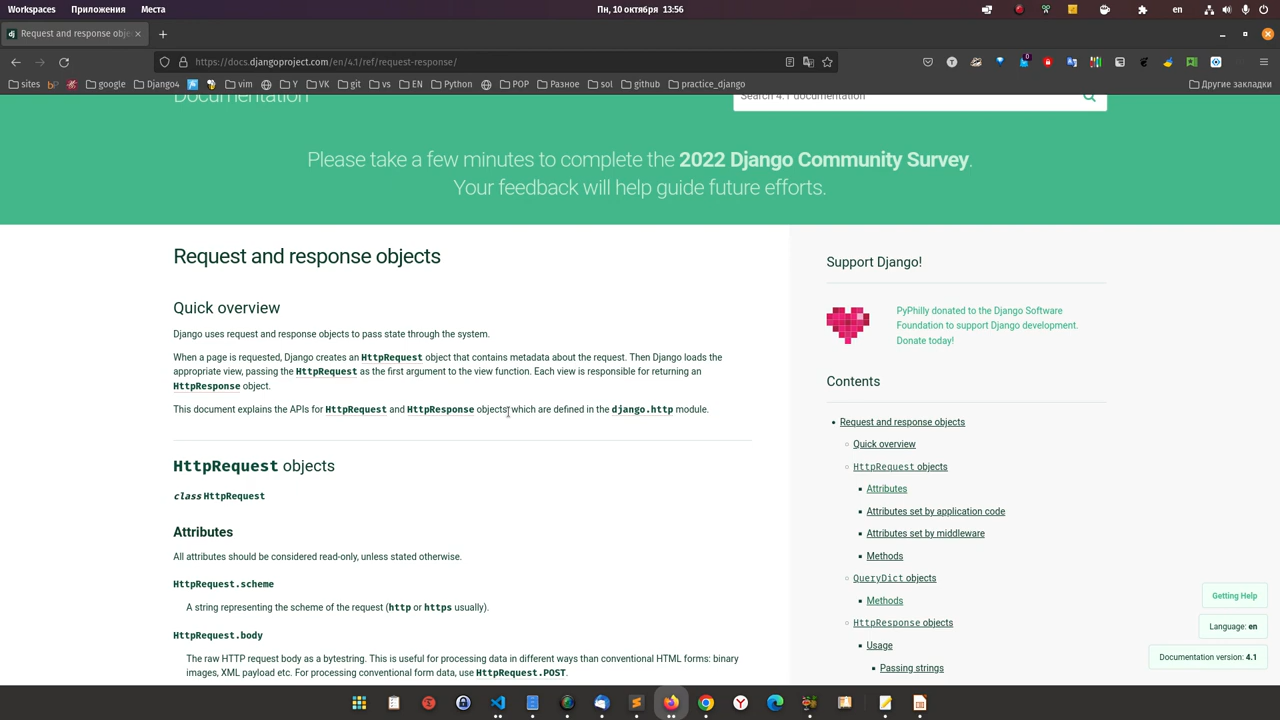 Workspaces Приложения Места Пн, 10 октября 13:56 en
Request and response obje
https://docs.djangoproject.com/en/4.1/ref/request-response/
sites google Django4 vim Y VK git vs EN Python POP Разное sol github practice_django Другие закладки
Documentation Search 4.1 documentation
Please take a few minutes to complete the 2022 Django Community Survey.
Your feedback will help guide future efforts.
Request and response objects
Quick overview
Django uses request and response objects to pass state through the system.
When a page is requested, Django creates an HttpRequest object that contains metadata about the request. Then Django loads the
appropriate view, passing the HttpRequest as the first argument to the view function. Each view is responsible for returning an
HttpResponse object.
This document explains the APIs for HttpRequest and HttpResponse objects, which are defined in the django.http module.
HttpRequest objects
class HttpRequest
Attributes
All attributes should be considered read-only, unless stated otherwise.
HttpRequest.scheme
A string representing the scheme of the request (http or https usually).
HttpRequest.body
The raw HTTP request body as a bytestring. This is useful for processing data in different ways than conventional HTML forms: binary
images, XML payload etc. For processing conventional form data, use HttpRequest.POST.
Support Django!
PyPhilly donated to the Django Software
Foundation to support Django development.
Donate today!
Contents
Request and response objects
Quick overview
HttpRequest objects
Attributes
Attributes set by application code
Attributes set by middleware
Methods
QueryDict objects
Methods
HttpResponse objects
Usage
Passing strings
Getting Help
Language: en
Documentation version: 4.1